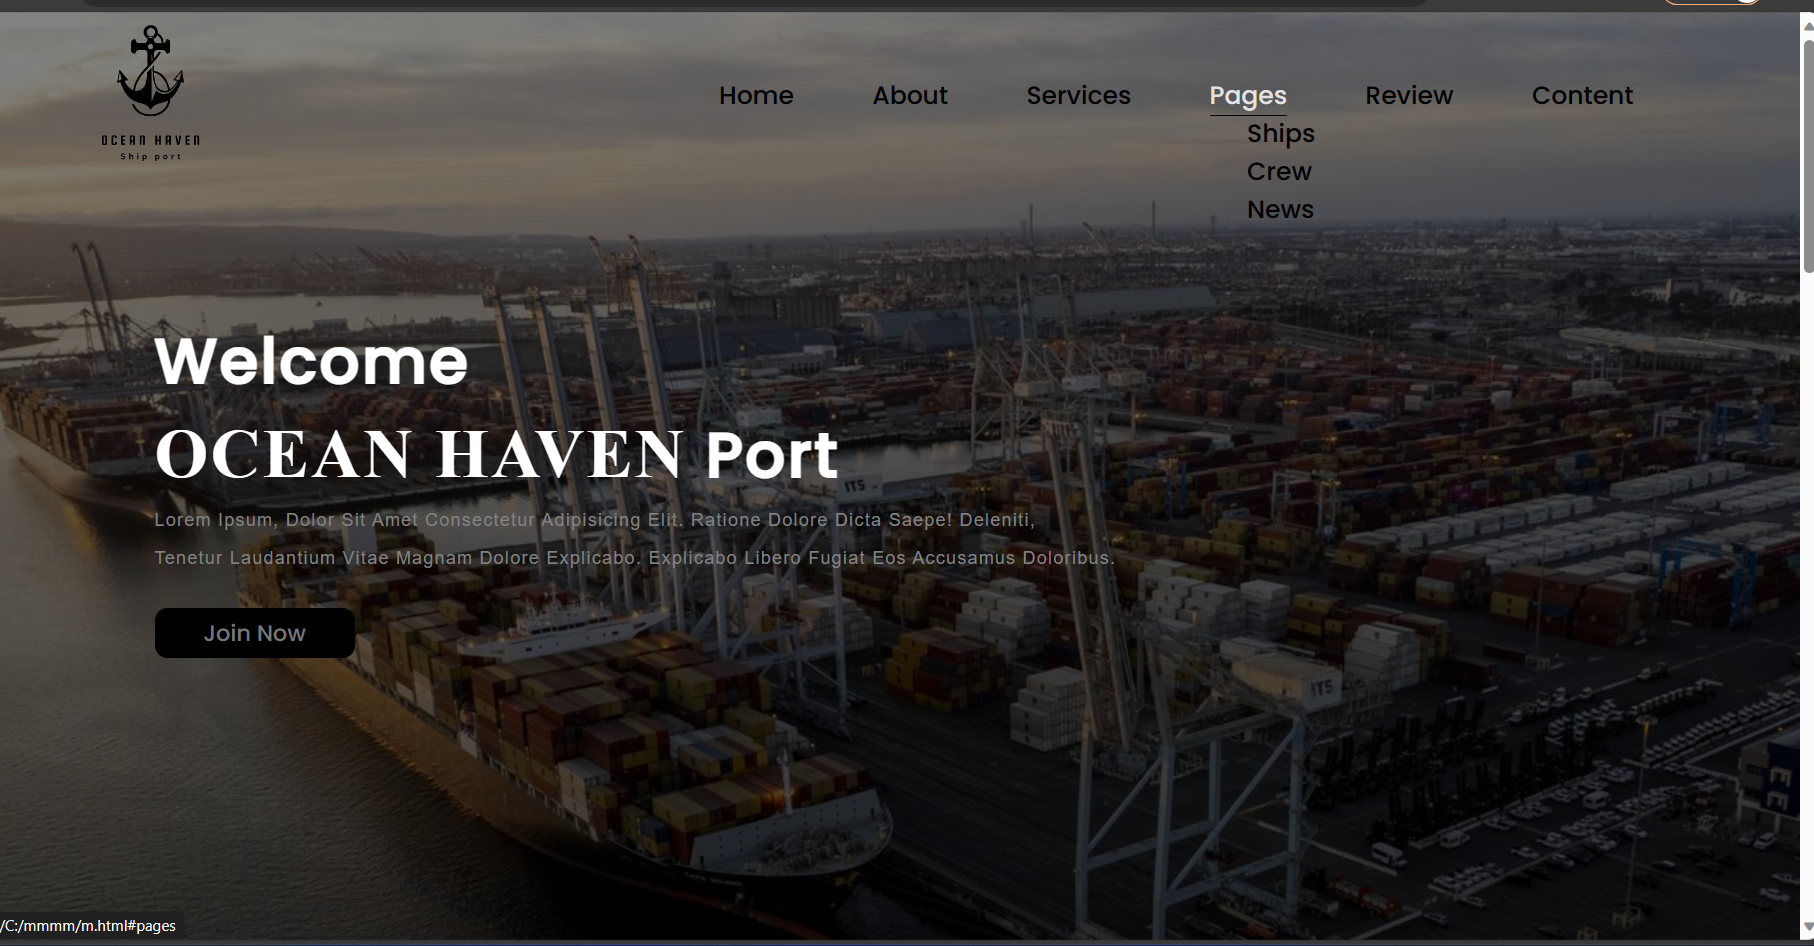 OCEAN HAVEN
Ship port
Home About Services Pages Review Content
Ships
Crew
News
Welcome
OCEAN HAVEN Port
ITS
Lorem Ipsum, Dolor Sit Amet Consectetur Adipisicing Elit. Ratione Dolore Dicta Saepe! Deleniti,
Tenetur Laudantium Vitae Magnam Dolore Explicabo. Explicabo Libero Fugiat Eos Accusamus Doloribus.
Join Now
ITS
/C:/mmmm/m.html#pages